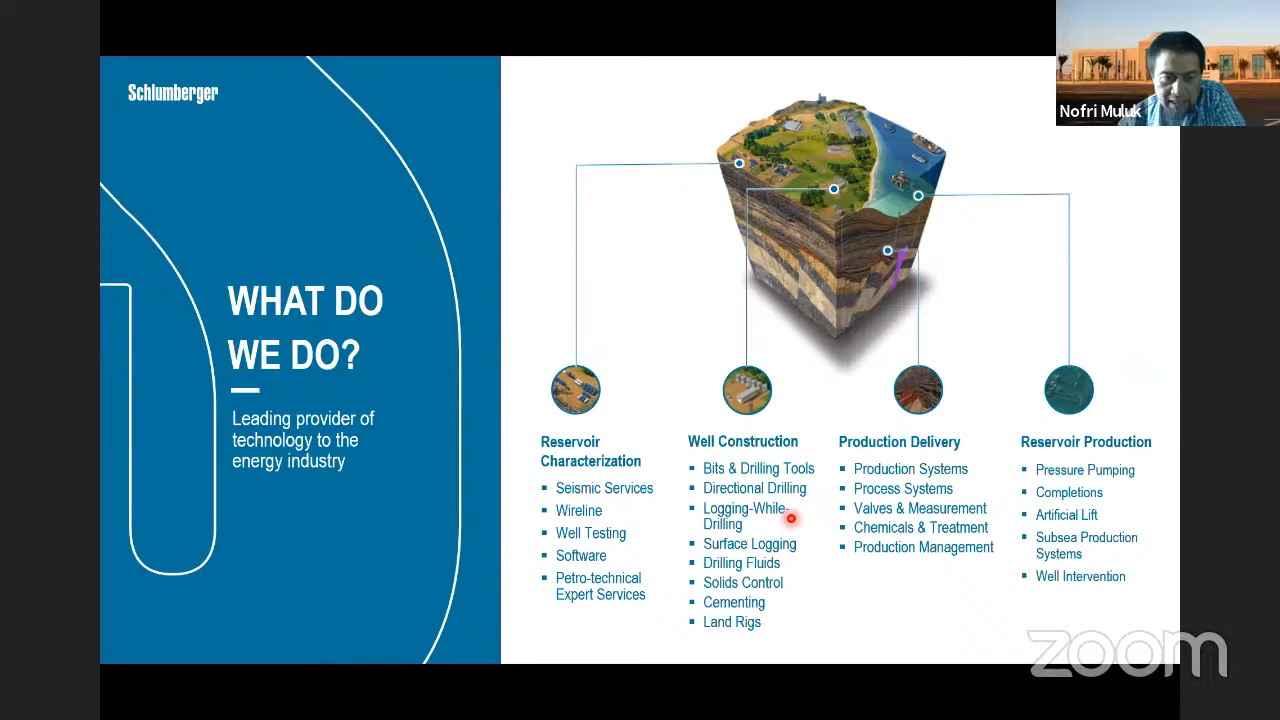 Schlumberger
Nofri Muluk
WHAT DO
WE DO?
Leading provider of
technology to the
energy industry
Reservoir
Characterization
▪ Seismic Services
▪ Wireline
▪ Well Testing
▪ Software
▪ Petro-technical
Expert Services
Well Construction
▪ Bits & Drilling Tools
▪ Directional Drilling
▪ Logging-While-
Drilling
▪ Surface Logging
▪ Drilling Fluids
▪ Solids Control
▪ Cementing
▪ Land Rigs
Production Delivery
▪ Production Systems
▪ Process Systems
▪ Valves & Measurement
▪ Chemicals & Treatment
▪ Production Management
Reservoir Production
▪ Pressure Pumping
▪ Completions
▪ Artificial Lift
▪ Subsea Production
Systems
▪ Well Intervention
zoom